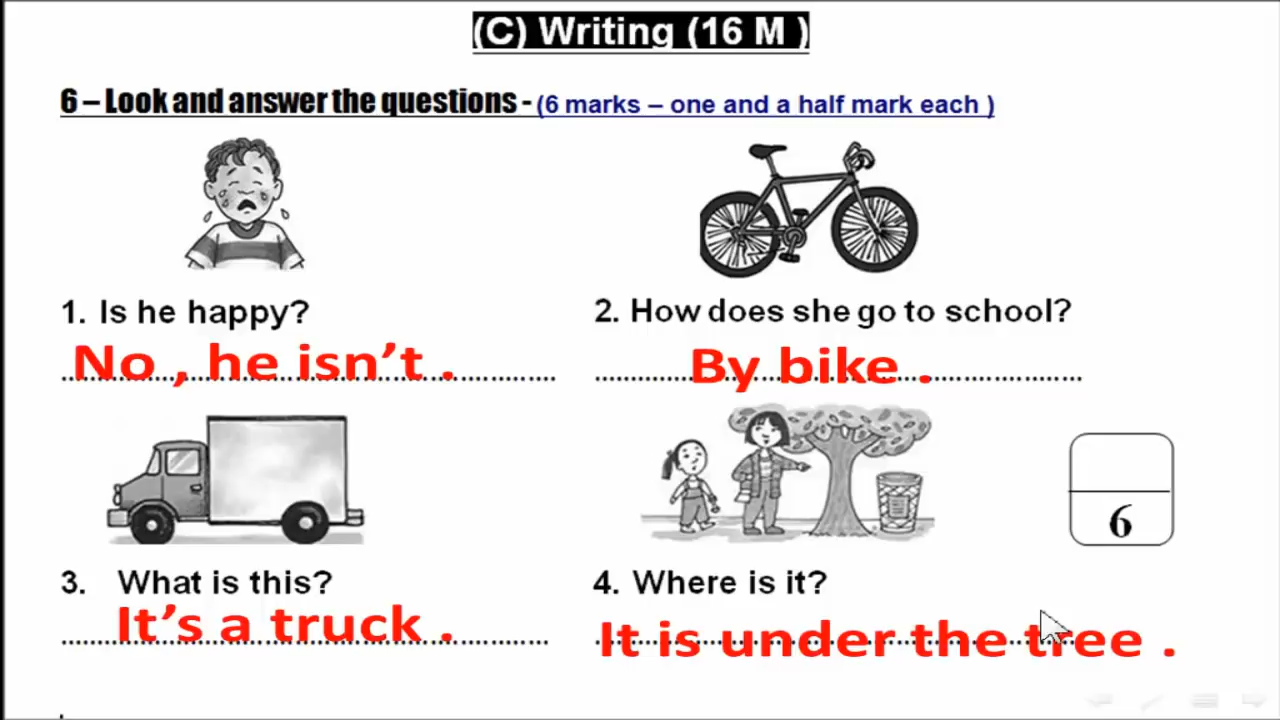 (C) Writing (16 M )
6 – Look and answer the questions - (6 marks – one and a half mark each )
1. Is he happy?
No , he isn’t .
2. How does she go to school?
By bike .
3. What is this?
It’s a truck .
4. Where is it?
It is under the tree .
6